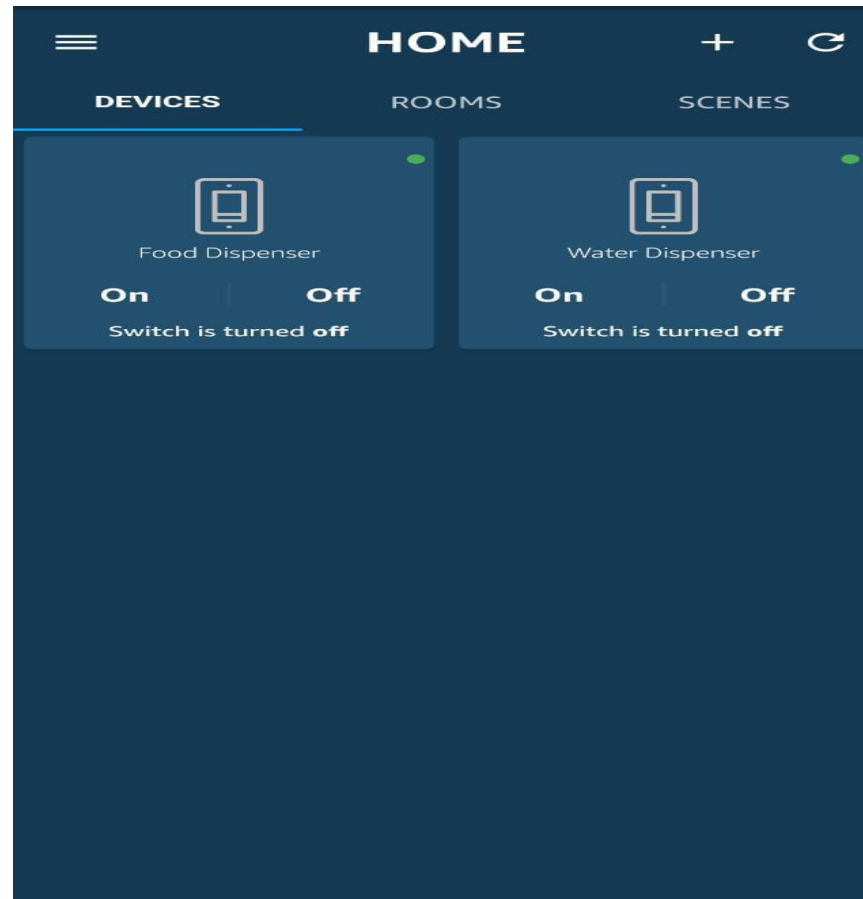 HOME
DEVICES ROOMS SCENES
Food Dispenser Water Dispenser
On Off On Off
Switch is turned off Switch is turned off